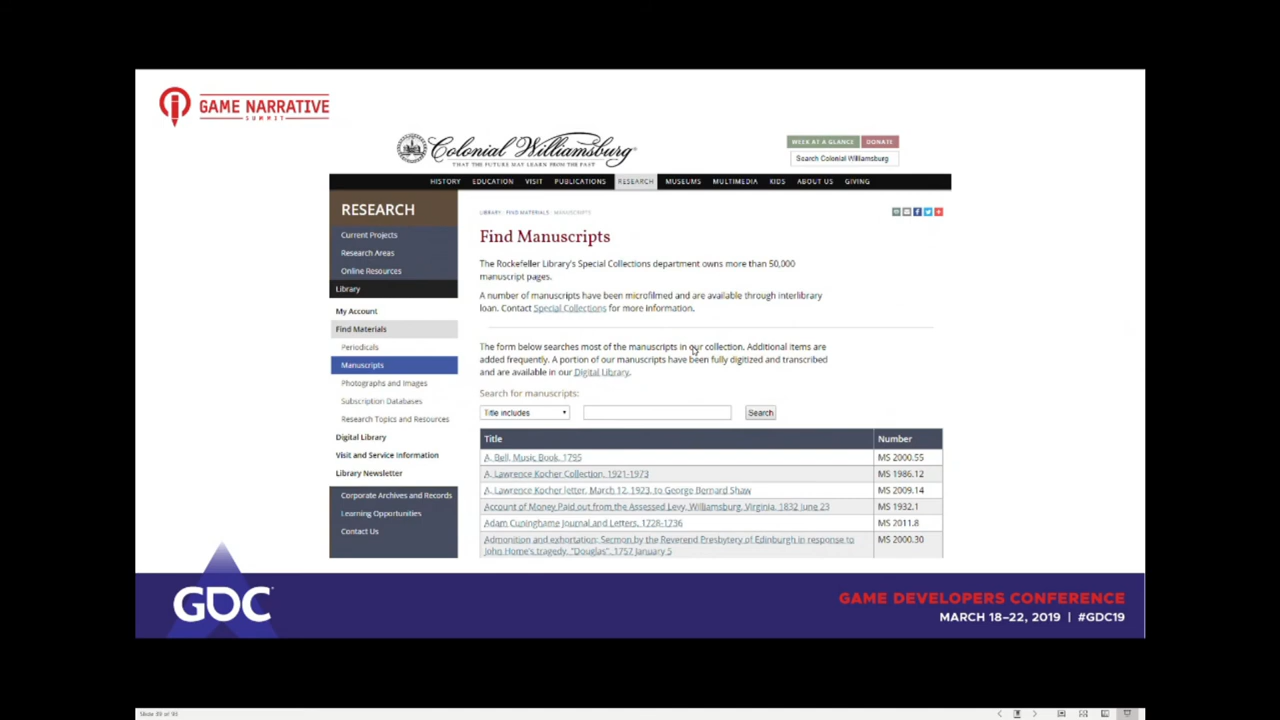 GAME NARRATIVE
SUMMIT
Colonial Williamsburg
THAT THE FUTURE MAY LEARN FROM THE PAST
WEEK AT A GLANCE
DONATE
Search Colonial Williamsburg
HISTORY EDUCATION VISIT PUBLICATIONS RESEARCH MUSEUMS MULTIMEDIA KIDS ABOUT US GIVING
RESEARCH
Current Projects
Research Areas
Online Resources
Library
My Account
Find Materials
Periodicals
Manuscripts
Photographs and Images
Subscription Databases
Research Topics and Resources
Digital Library
Visit and Service Information
Library Newsletter
Corporate Archives and Records
Learning Opportunities
Contact Us
LIBRARY FIND MATERIALS MANUSCRIPTS
Find Manuscripts
The Rockefeller Library's Special Collections department owns more than 50,000
manuscript pages.
A number of manuscripts have been microfilmed and are available through interlibrary
loan. Contact Special Collections for more information.
The form below searches most of the manuscripts in our collection. Additional items are
added frequently. A portion of our manuscripts have been fully digitized and transcribed
and are available in our Digital Library.
Search for manuscripts:
Title includes
Search
Title Number
A. Bell, Music Book, 1795 MS 2000.55
A. Lawrence Kocher Collection, 1921-1973 MS 1986.12
A. Lawrence Kocher letter, March 12, 1923, to George Bernard Shaw MS 2009.14
Account of Money Paid out from the Assessed Levy, Williamsburg, Virginia, 1832 June 23 MS 1932.1
Adam Cuninghame Journal and Letters, 1728-1736 MS 2011.8
Admonition and exhortation; Sermon by the Reverend Presbytery of Edinburgh in response to MS 2000.30
John Home's tragedy, "Douglas", 1757 January 5
GDC
GAME DEVELOPERS CONFERENCE
MARCH 18–22, 2019 | #GDC19